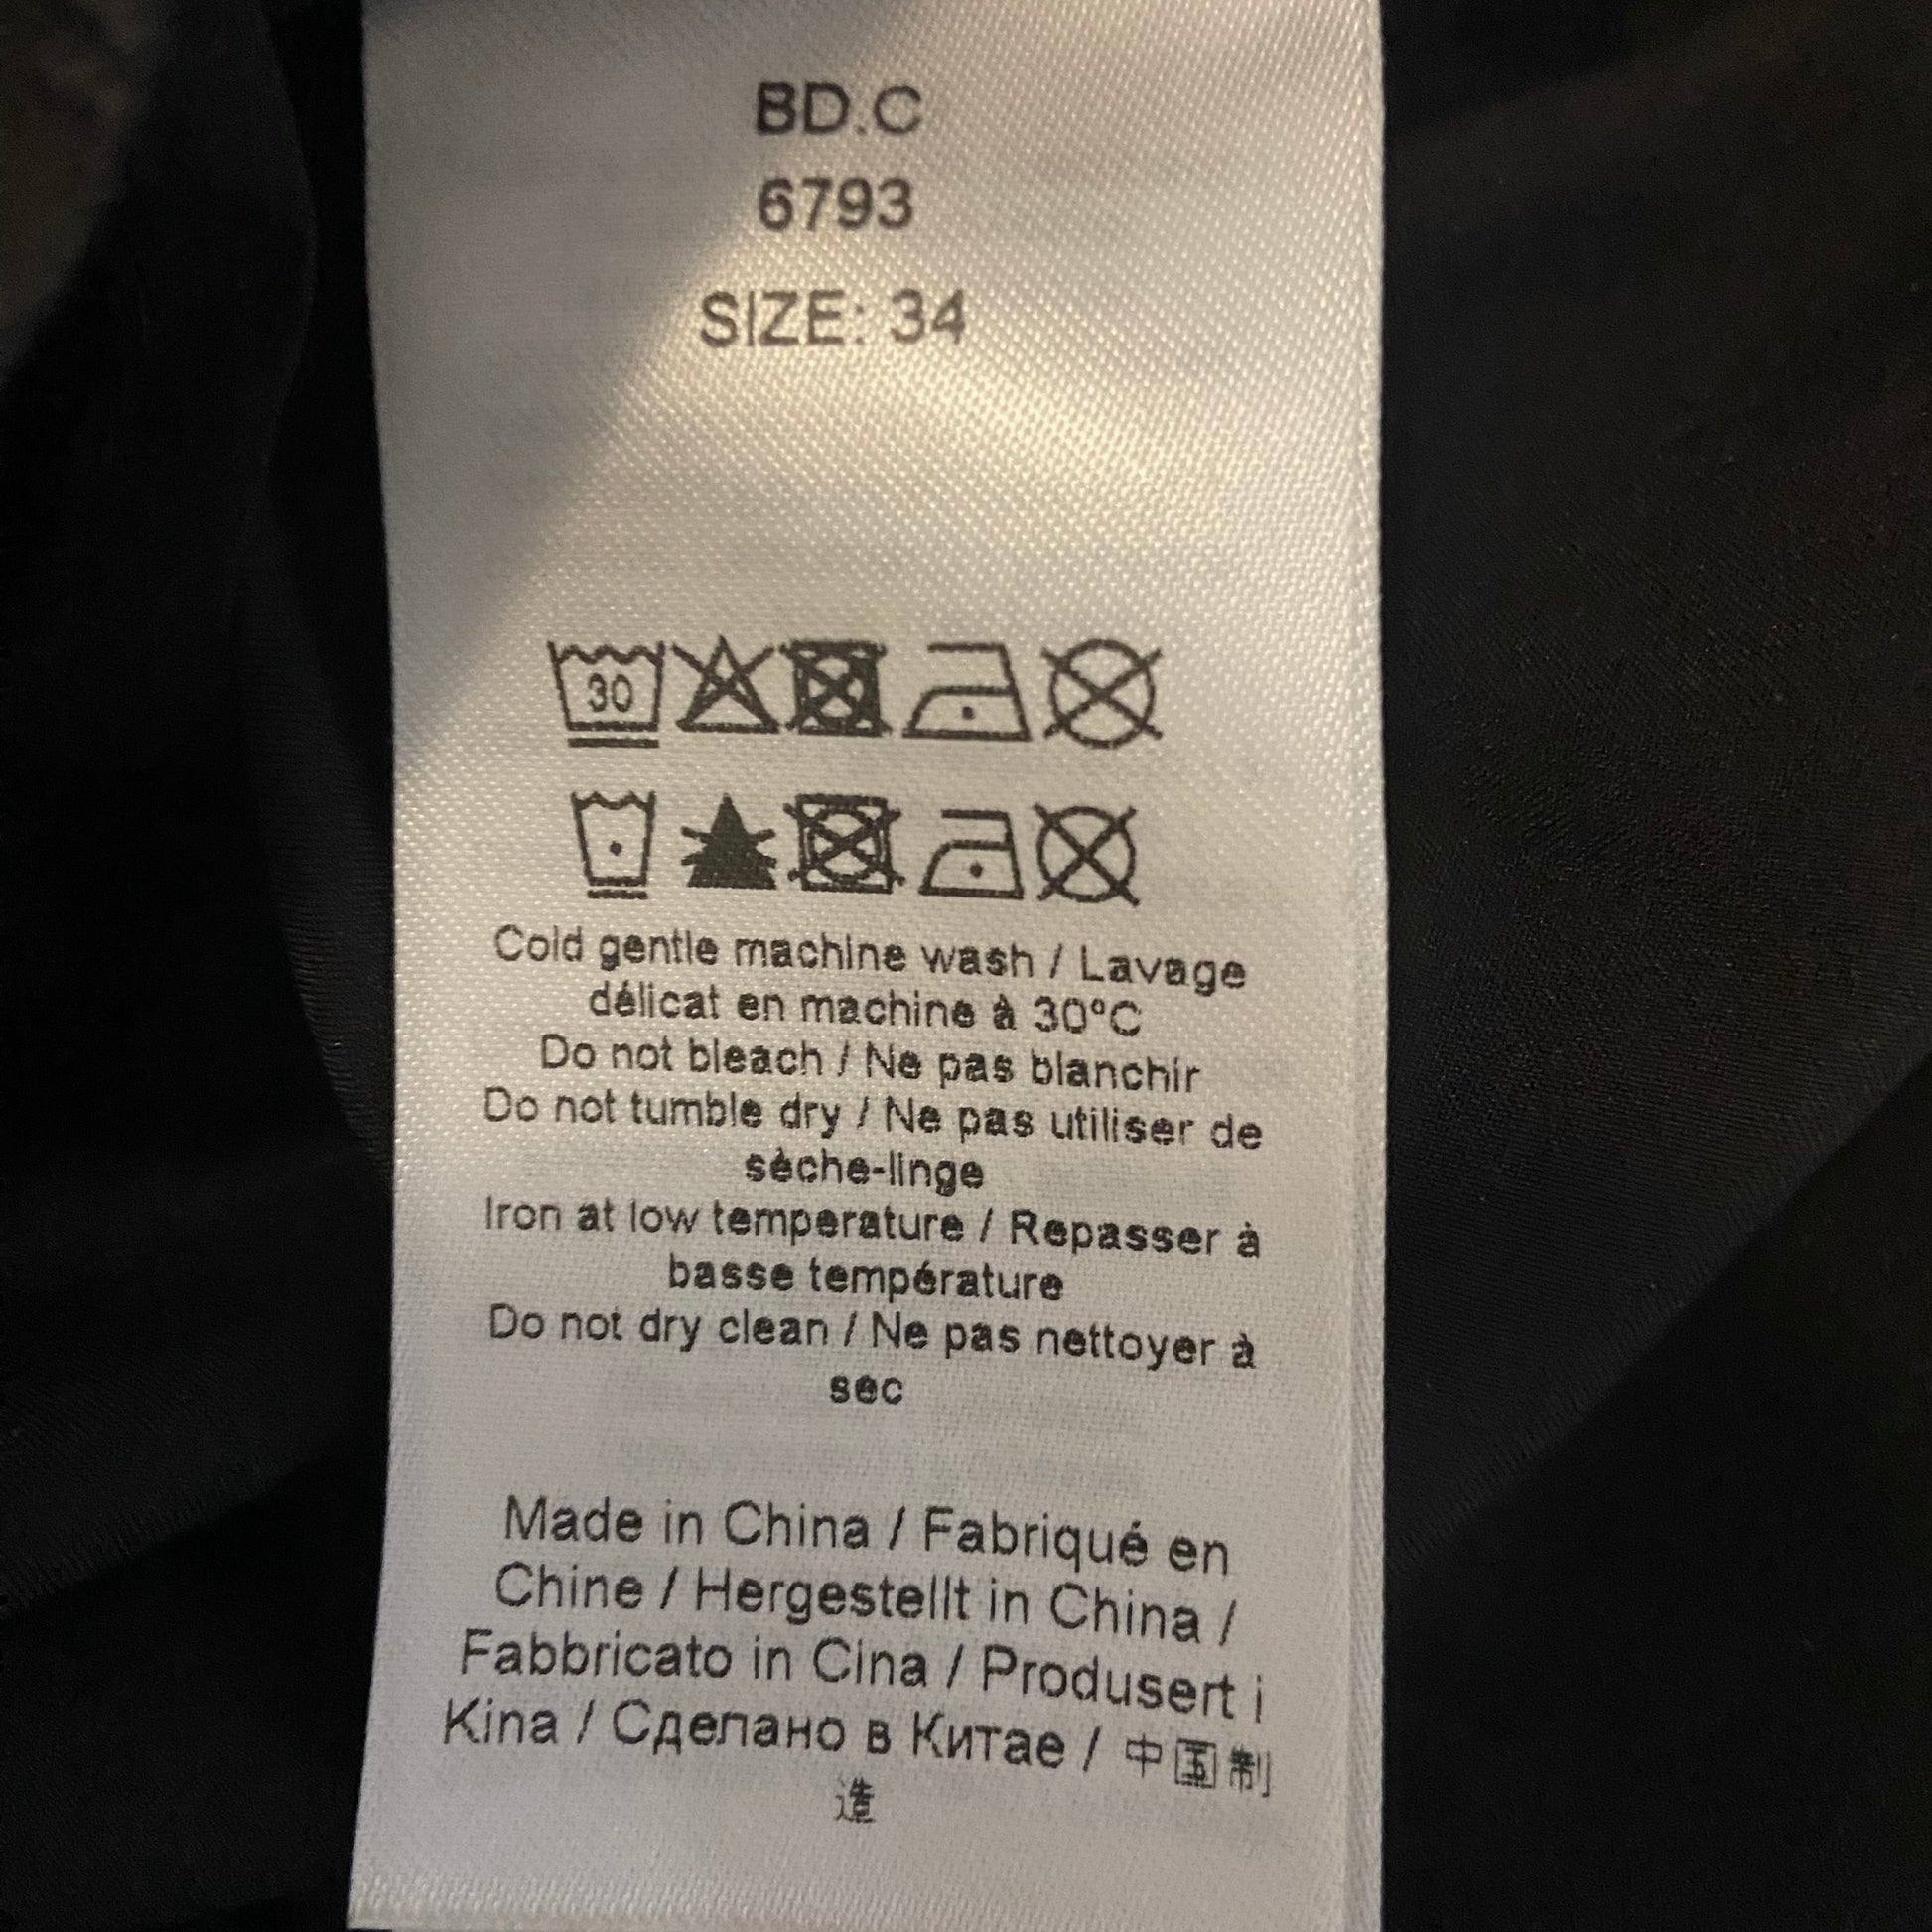 BD.C
6793
SIZE: 34
30
Cold gentle machine wash / Lavage
délicat en machine à 30°C
Do not bleach / Ne pas blanchir
Do not tumble dry / Ne pas utiliser de
sèche-linge
Iron at low temperature / Repasser à
basse température
Do not dry clean / Ne pas nettoyer à
sec
Made in China / Fabriqué en
Chine / Hergestellt in China /
Fabbricato in Cina / Produsert i
Kina / Сделано в Китае / 中国制
造